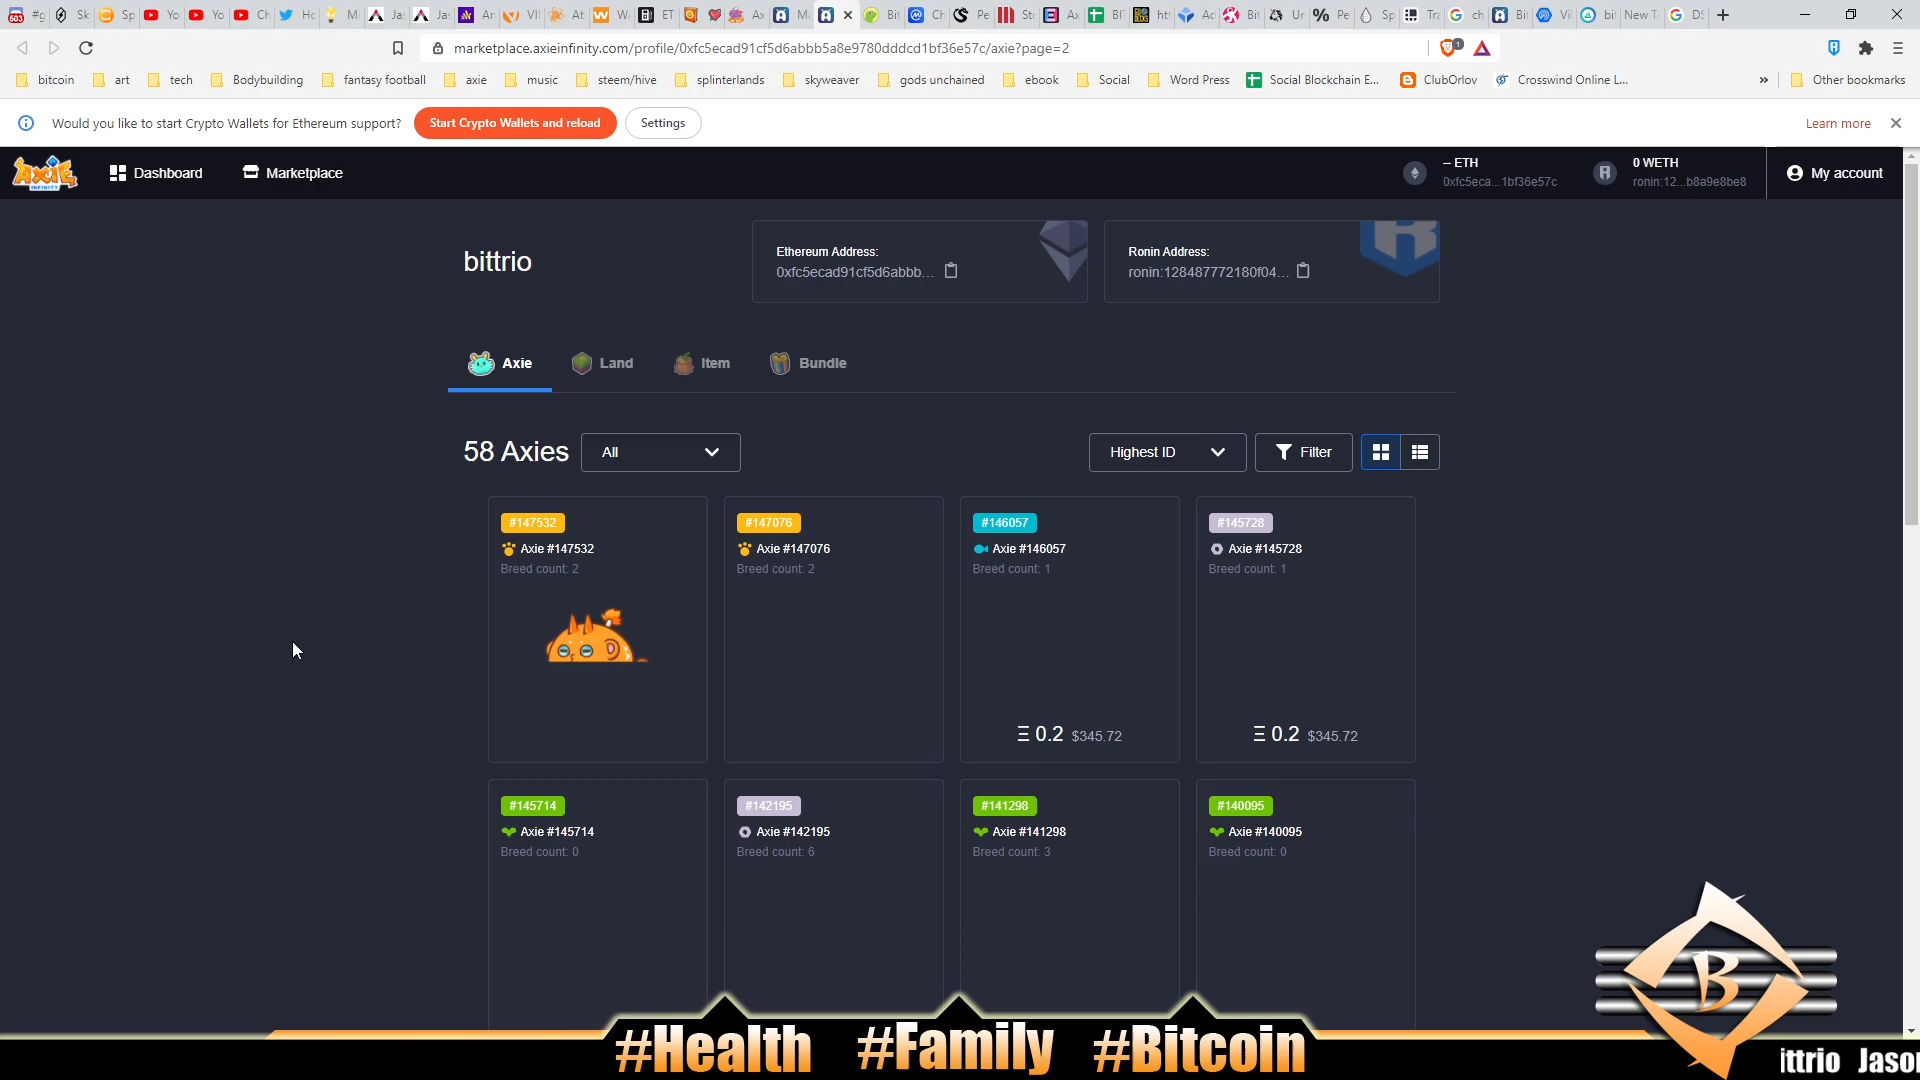 marketplace.axieinfinity.com/profile/0xfc5ecad91cf5d6abbb5a8e9780dddcd1bf36e57c/axie?page=2
bitcoin art tech Bodybuilding fantasy football axie music steem/hive splinterlands skyweaver gods unchained ebook Social Word Press Social Blockchain E... ClubOrlov Crosswind Online L... » Other bookmarks
Would you like to start Crypto Wallets for Ethereum support? Start Crypto Wallets and reload Settings Learn more
AXIE INFINITY Dashboard Marketplace
-- ETH
0xfc5eca...1bf36e57c
0 WETH
ronin:12...b8a9e8be8
My account
bittrio
Ethereum Address:
0xfc5ecad91cf5d6abbb...
Ronin Address:
ronin:128487772180f04...
Axie Land Item Bundle
58 Axies All Highest ID Filter
#147532
Axie #147532
Breed count: 2
#147076
Axie #147076
Breed count: 2
#146057
Axie #146057
Breed count: 1
Ξ 0.2 $345.72
#145728
Axie #145728
Breed count: 1
Ξ 0.2 $345.72
#145714
Axie #145714
Breed count: 0
#142195
Axie #142195
Breed count: 6
#141298
Axie #141298
Breed count: 3
#140095
Axie #140095
Breed count: 0
B
#Health #Family #Bitcoin
ittrio Jason